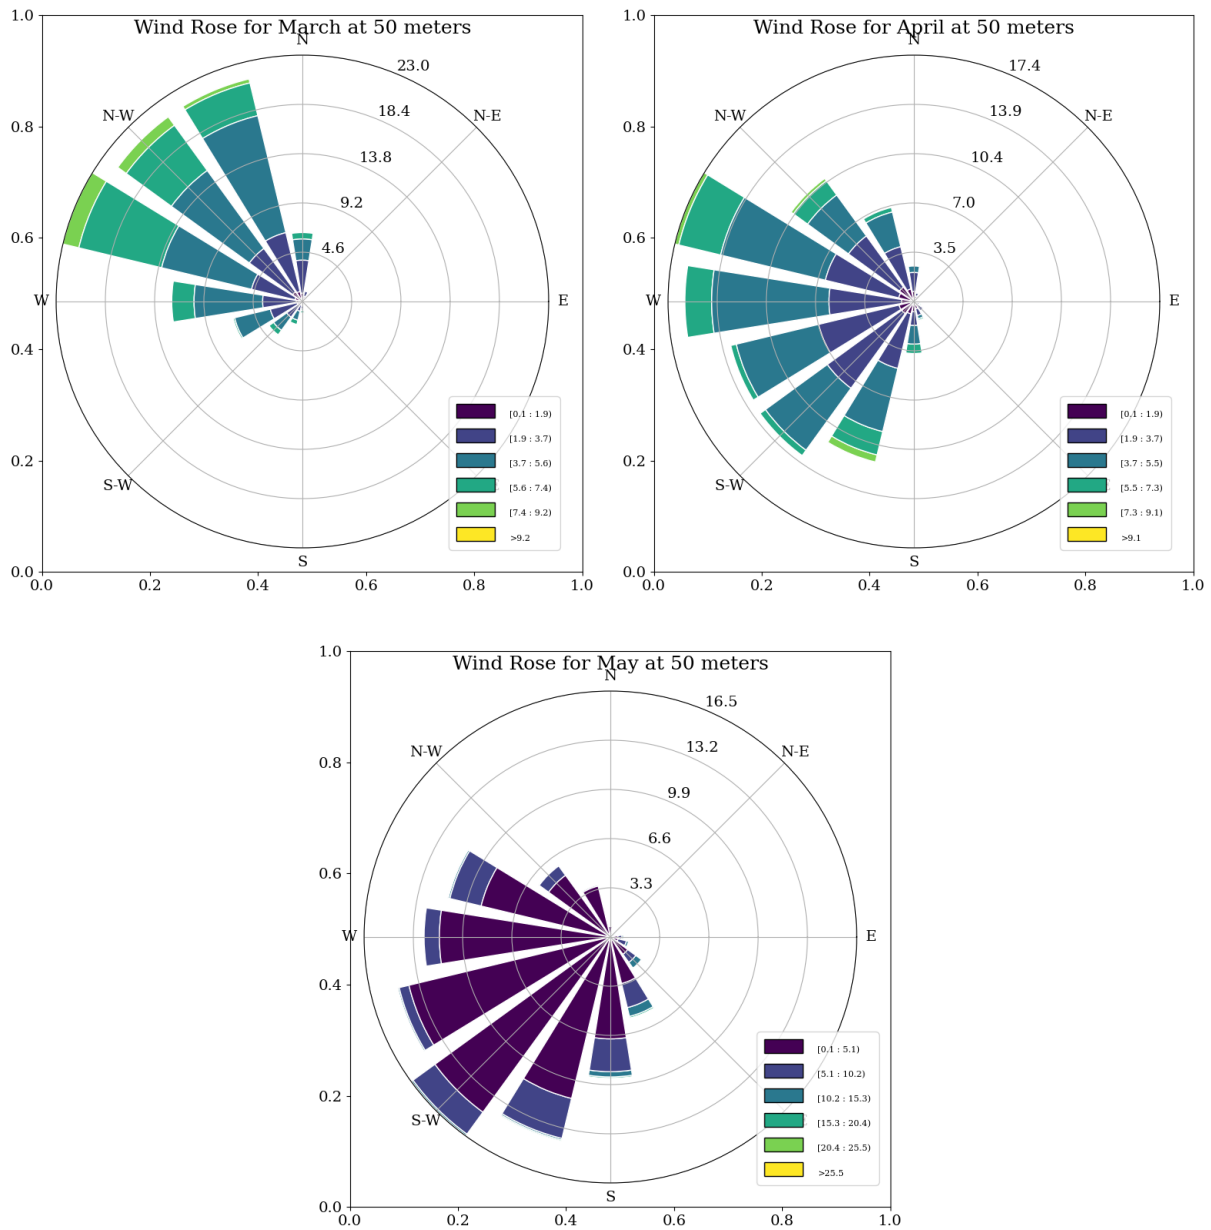 Wind Rose for March at 50 meters
1.0
0.8
0.6
0.4
0.2
0.0
0.0
0.2
0.4
0.6
0.8
1.0
N
N-E
E
S
S-W
W
N-W
4.6
9.2
13.8
18.4
23.0
[0.1 : 1.9)
[1.9 : 3.7)
[3.7 : 5.6)
[5.6 : 7.4)
[7.4 : 9.2)
>9.2
Wind Rose for April at 50 meters
1.0
0.8
0.6
0.4
0.2
0.0
0.0
0.2
0.4
0.6
0.8
1.0
N
N-E
E
S
S-W
W
N-W
3.5
7.0
10.4
13.9
17.4
[0.1 : 1.9)
[1.9 : 3.7)
[3.7 : 5.5)
[5.5 : 7.3)
[7.3 : 9.1)
>9.1
Wind Rose for May at 50 meters
1.0
0.8
0.6
0.4
0.2
0.0
0.0
0.2
0.4
0.6
0.8
1.0
N
N-E
E
S
S-W
W
N-W
3.3
6.6
9.9
13.2
16.5
[0.1 : 5.1)
[5.1 : 10.2)
[10.2 : 15.3)
[15.3 : 20.4)
[20.4 : 25.5)
>25.5